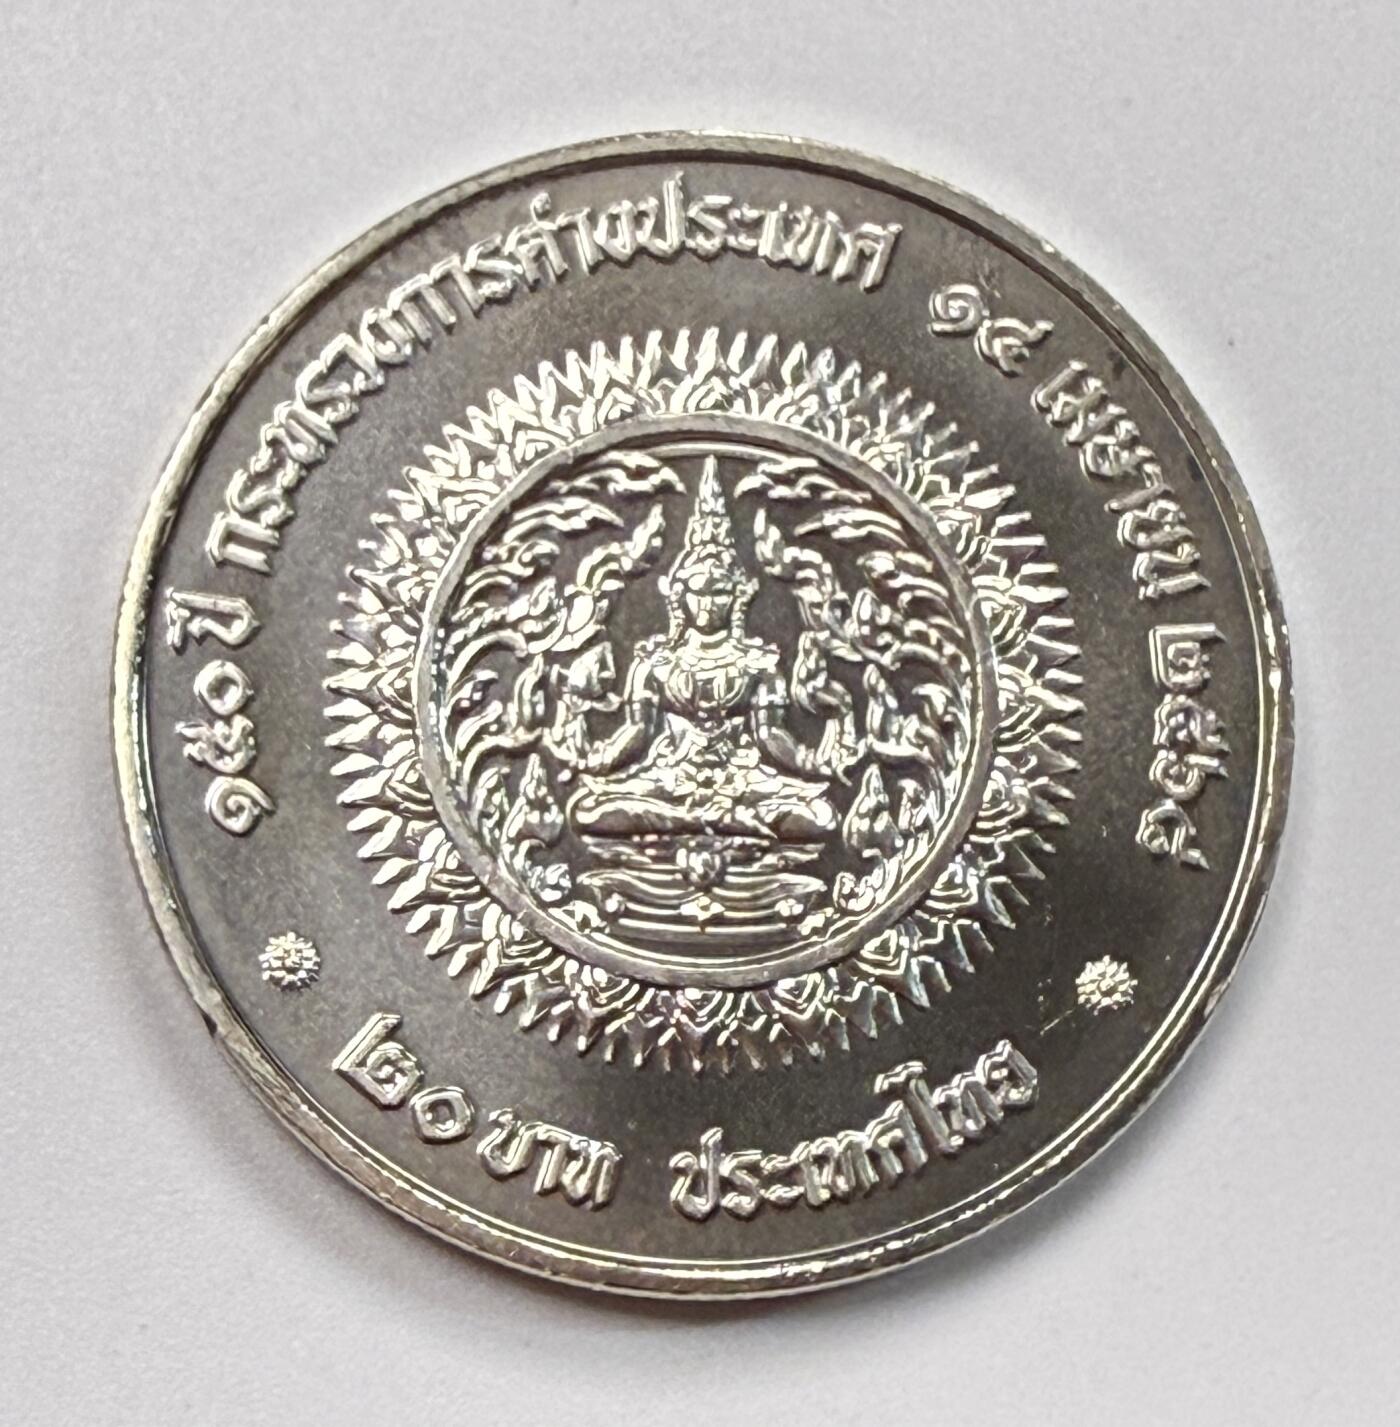 ๑๕๐ ปี กระทรวงการต่างประเทศ ๑๔ เมษายน ๒๕๖๘
๒๐ บาท ประเทศไทย